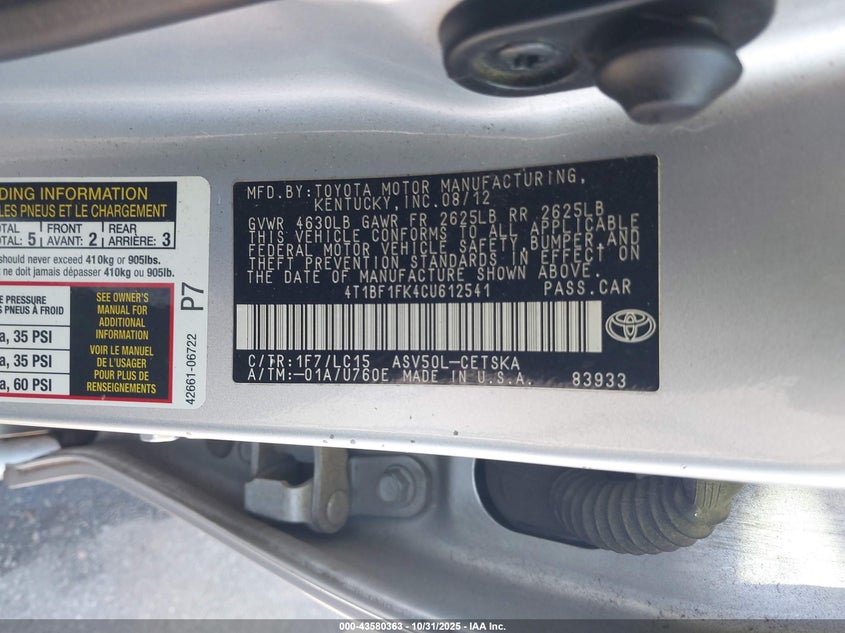 DING INFORMATION
LES PNEUS ET LE CHARGEMENT
TOTAL 5 FRONT 2 REAR 3
TOTAL: AVANT: ARRIÈRE:
should never exceed 410kg or 905lbs.
ne doit jamais dépasser 410kg ou 905lb.
PNEUS À FROID
a, 35 PSI
a, 35 PSI
a, 60 PSI
SEE OWNER'S
MANUAL FOR
ADDITIONAL
INFORMATION
VOIR LE MANUEL
DE L'USAGER
POUR PLUS DE
RENSEIGNEMENTS
P7
42661-06722
MFD.BY:TOYOTA MOTOR MANUFACTURING,
KENTUCKY,INC.08/12
GVWR 4630LB GAWR FR 2625LB RR 2625LB
THIS VEHICLE CONFORMS TO ALL APPLICABLE
FEDERAL MOTOR VEHICLE SAFETY,BUMPER,AND
THEFT PREVENTION STANDARDS IN EFFECT ON
THE DATE OF MANUFACTURE SHOWN ABOVE.
4T1BF1FK4CU612541 PASS.CAR
C/TR:1F7/LC15 ASV50L-CETSKA
A/TM:-01A/U760E MADE IN U.S.A. 83933
000-43580363 - 10/31/2025 - IAA Inc.